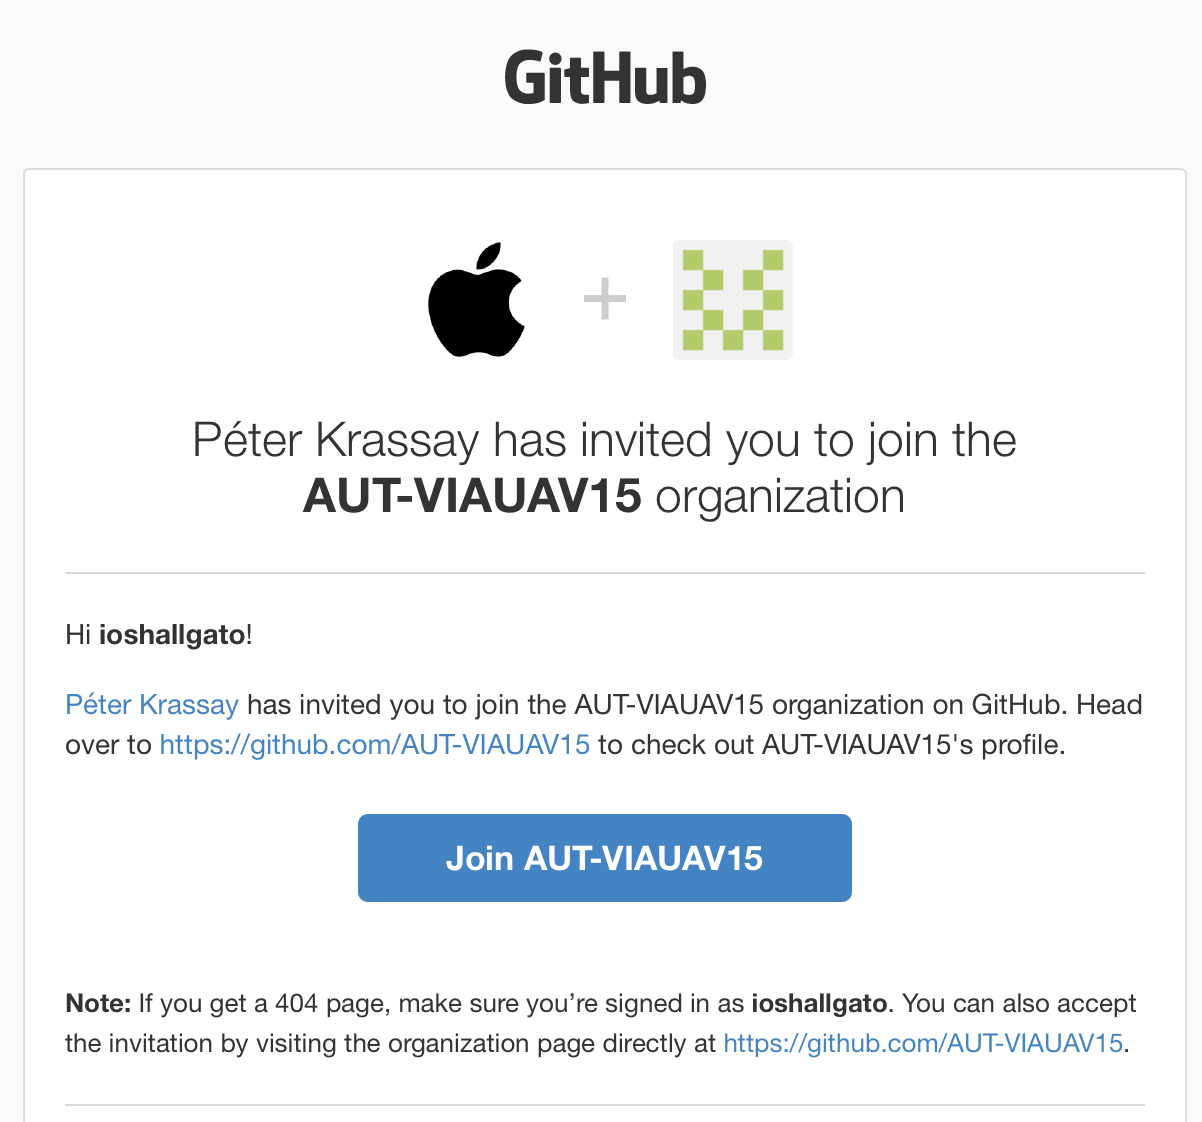 GitHub
Péter Krassay has invited you to join the
AUT-VIAUAV15 organization
Hi ioshallgato!
Péter Krassay has invited you to join the AUT-VIAUAV15 organization on GitHub. Head
over to https://github.com/AUT-VIAUAV15 to check out AUT-VIAUAV15's profile.
Join AUT-VIAUAV15
Note: If you get a 404 page, make sure you’re signed in as ioshallgato. You can also accept
the invitation by visiting the organization page directly at https://github.com/AUT-VIAUAV15.